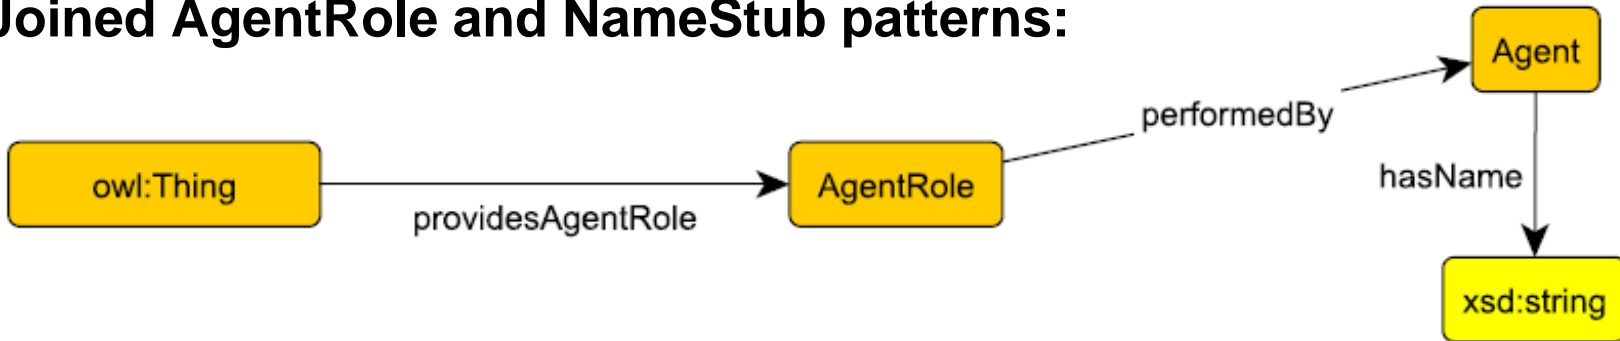 Joined AgentRole and NameStub patterns:
Agent
performedBy
owl:Thing
AgentRole
hasName
providesAgentRole
xsd:string